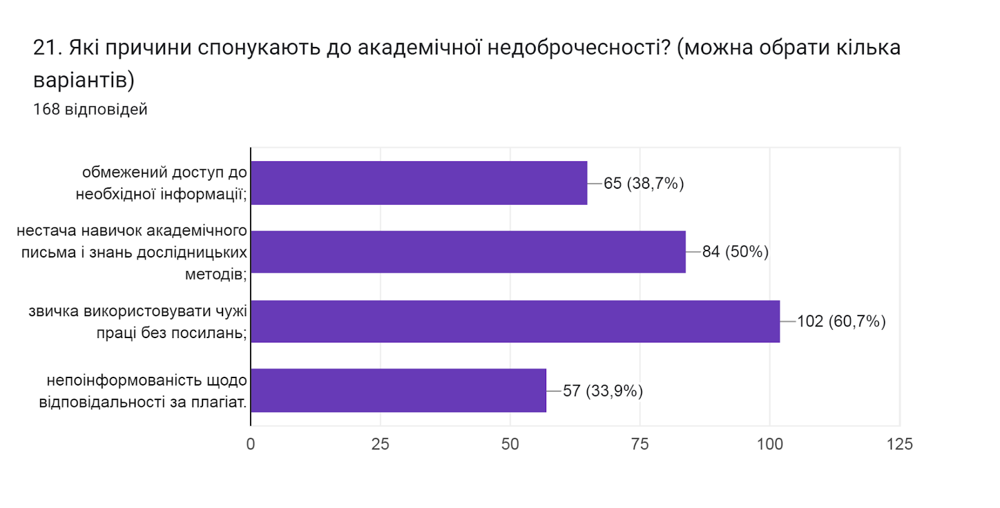 21. Які причини спонукають до академічної недоброчесності? (можна обрати кілька
варіантів)
168 відповідей
обмежений доступ до
необхідної інформації;
65 (38,7%)
нестача навичок академічного
письма і знань дослідницьких
методів;
84 (50%)
звичка використовувати чужі
праці без посилань;
102 (60,7%)
непоінформованість щодо
відповідальності за плагіат.
57 (33,9%)
0 25 50 75 100 125